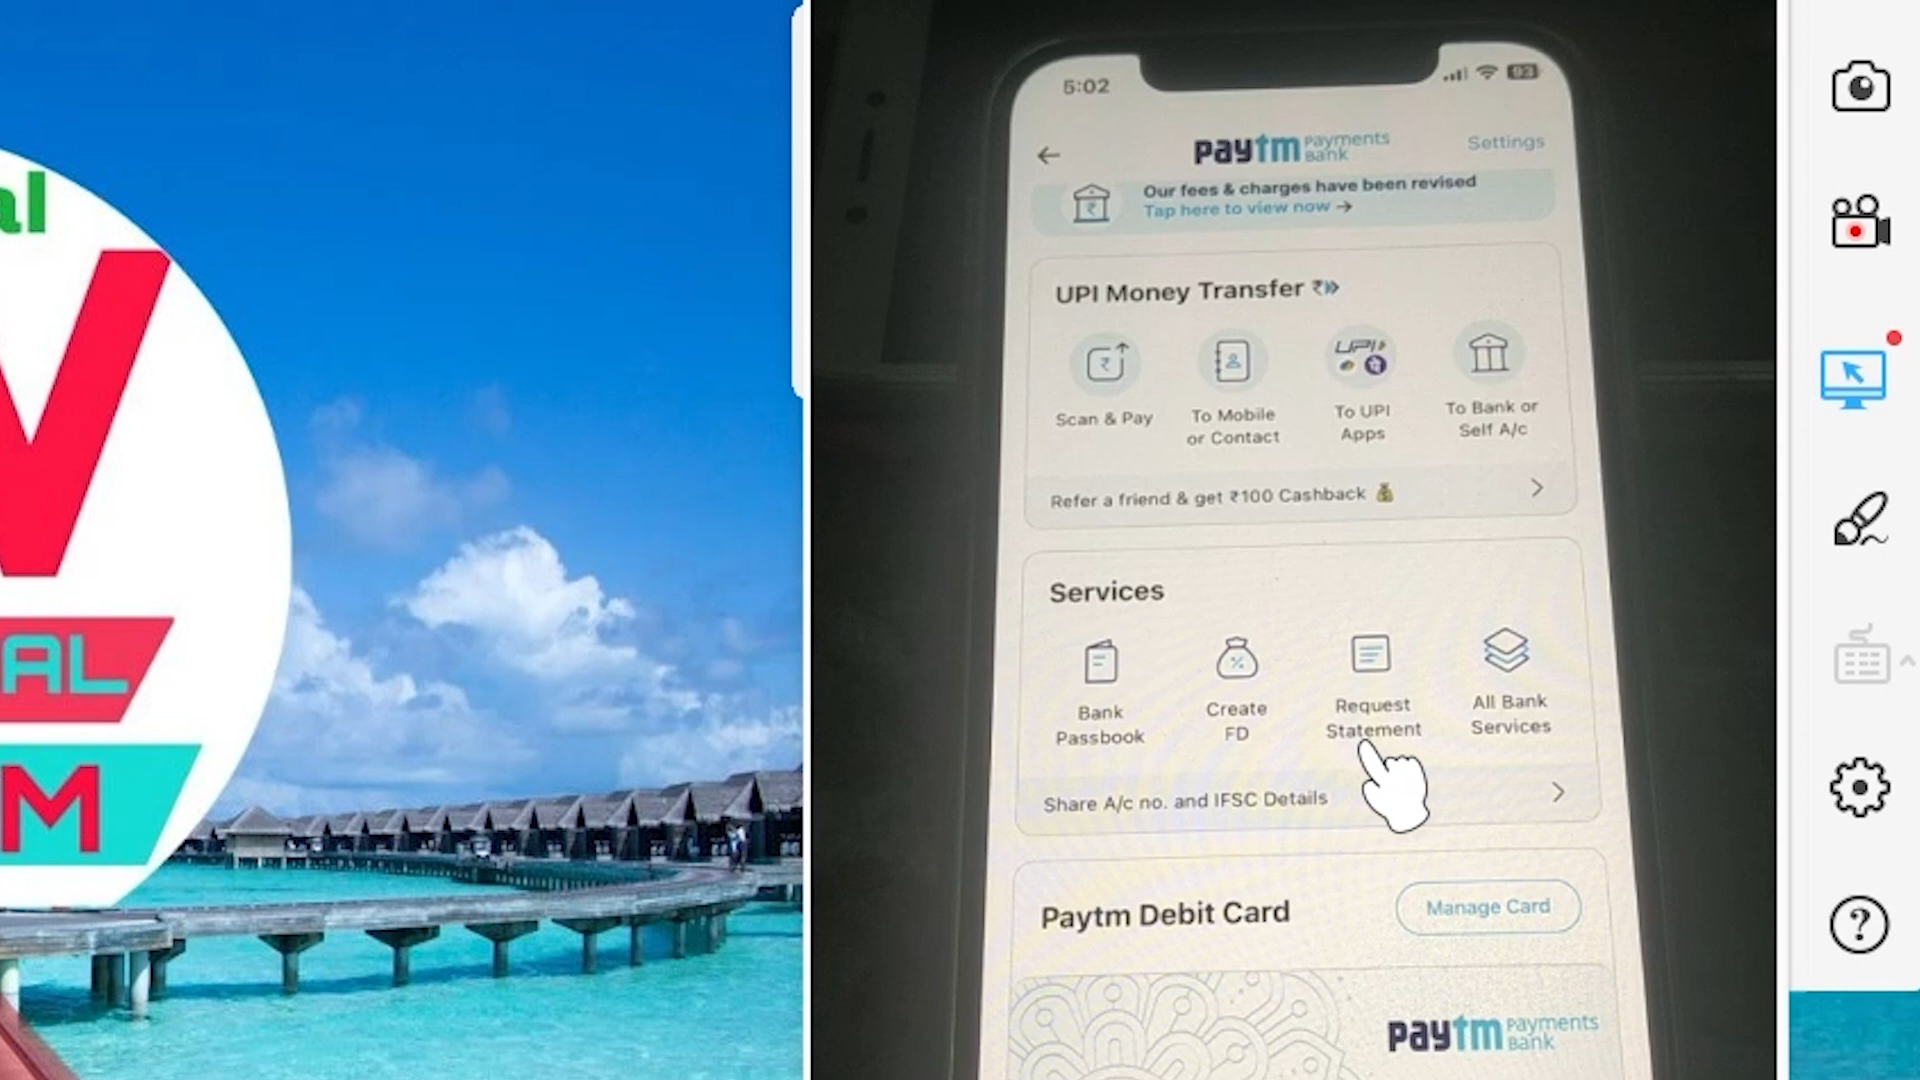 al
AL
M
5:02
93
paytm Payments Bank
Settings
Our fees & charges have been revised
Tap here to view now →
UPI Money Transfer
Scan & Pay
To Mobile
or Contact
UPI
To UPI
Apps
To Bank or
Self A/c
Refer a friend & get ₹100 Cashback
Services
Bank
Passbook
Create
FD
Request
Statement
All Bank
Services
Share A/c no. and IFSC Details
Paytm Debit Card
Manage Card
paytm Payments Bank